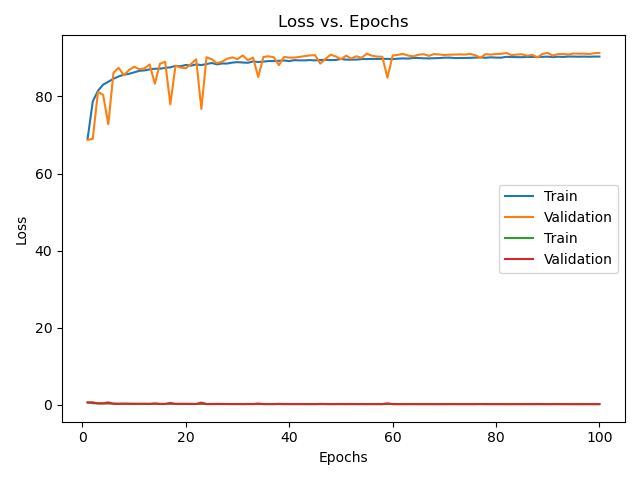 Loss vs. Epochs
Loss
80
60
40
20
0
Train
Validation
Train
Validation
0 20 40 60 80 100
Epochs